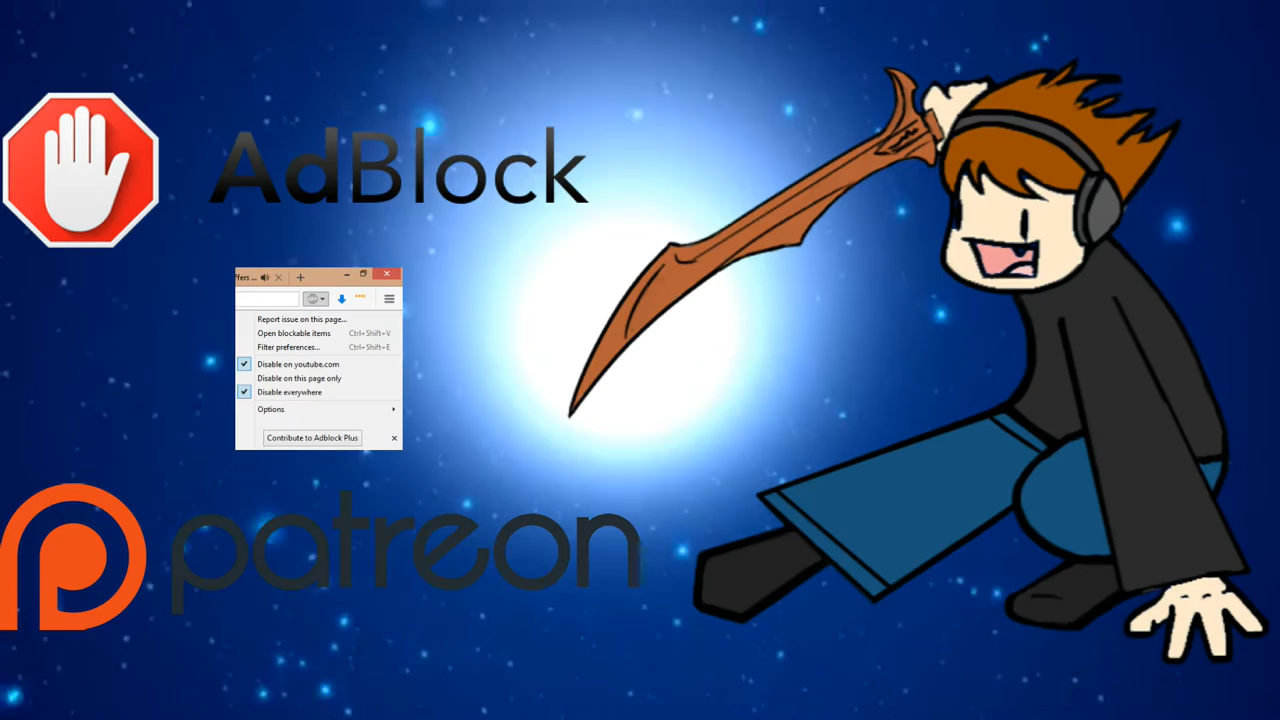 AdBlock
ffers ...
Report issue on this page...
Open blockable items Ctrl+Shift+V
Filter preferences... Ctrl+Shift+E
Disable on youtube.com
Disable on this page only
Disable everywhere
Options
Contribute to Adblock Plus
patreon